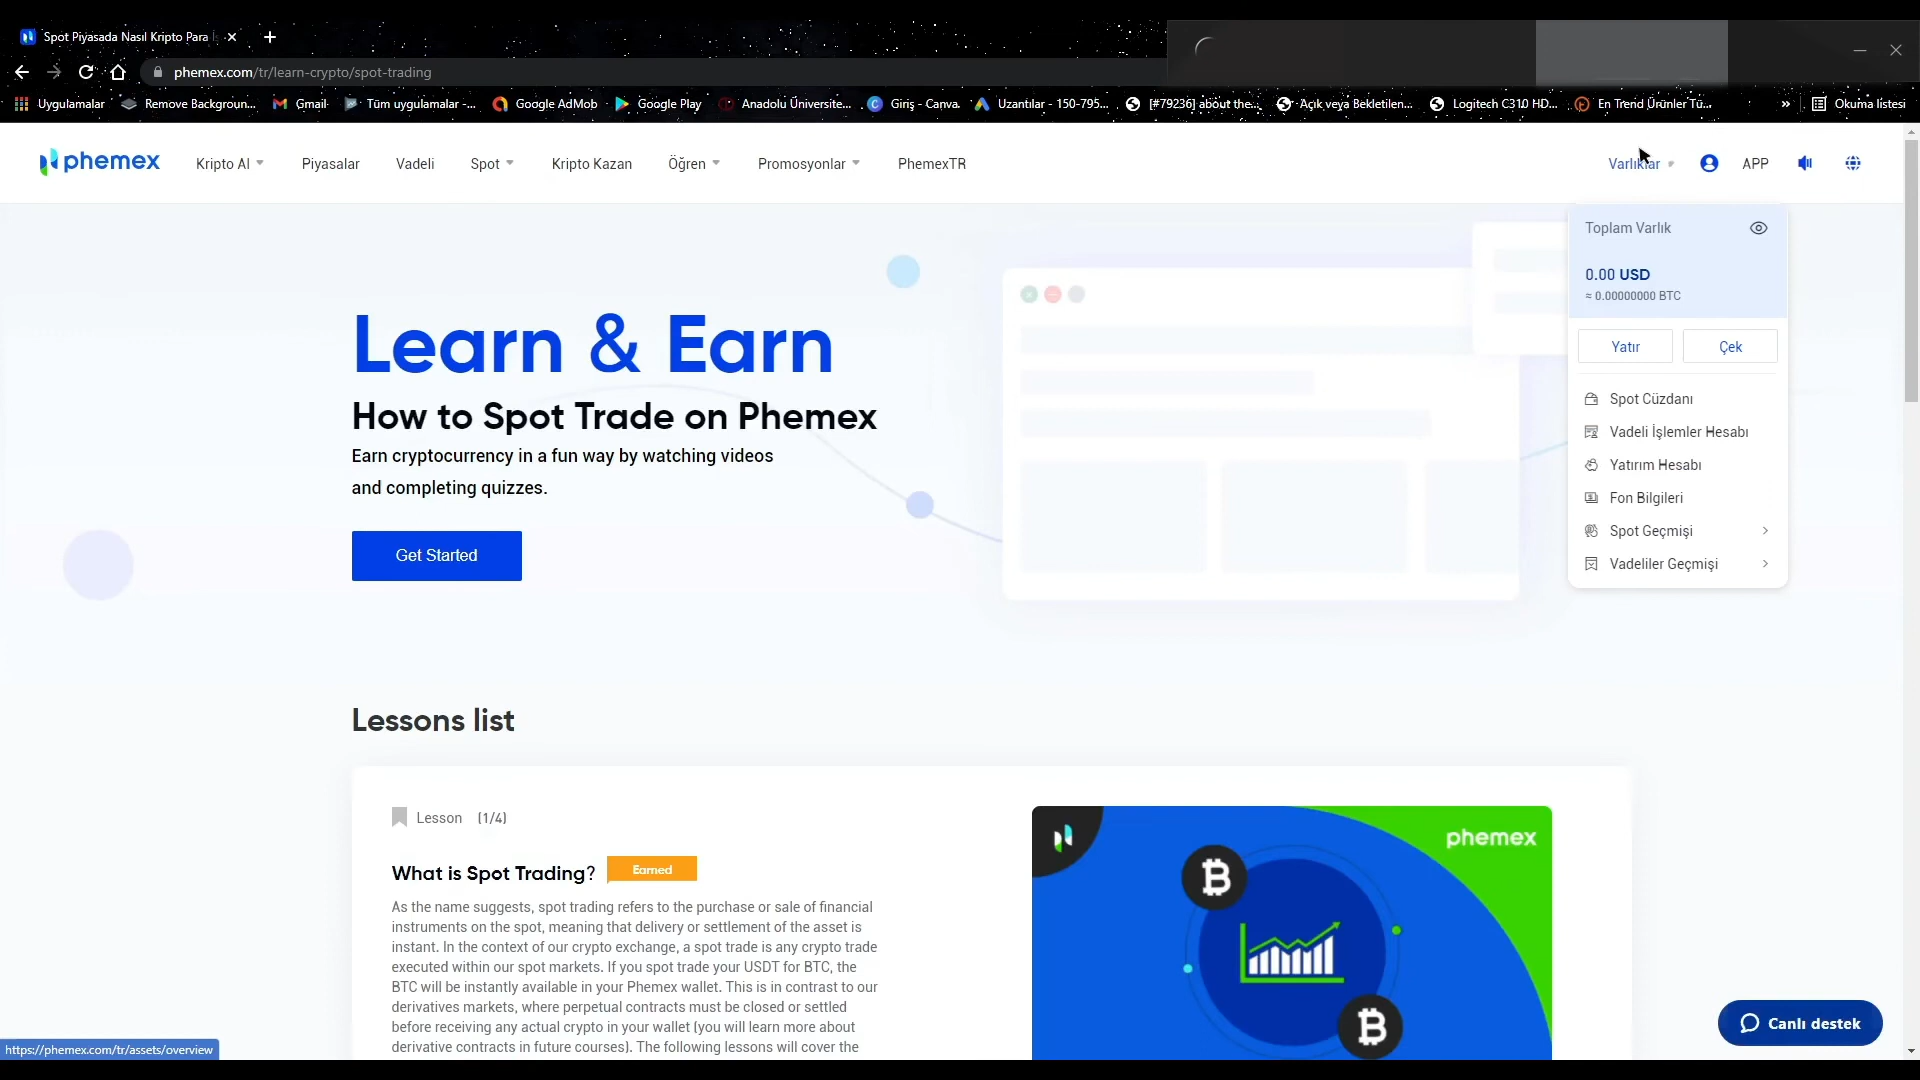 Spot Piyasada Nasıl Kripto Para
phemex.com/tr/learn-crypto/spot-trading
Uygulamalar
Remove Backgroun...
Gmail
Tüm uygulamalar -...
Google AdMob
Google Play
Anadolu Üniversite...
Giriş - Canva
Uzantılar - 150-795...
[#79236] about the...
Açık veya Bekletilen...
Logitech C310 HD...
En Trend Ürünler Tü...
»
Okuma listesi
phemex
Kripto Al
Piyasalar
Vadeli
Spot
Kripto Kazan
Öğren
Promosyonlar
PhemexTR
Varlıklar
APP
Toplam Varlık
0.00 USD
≈ 0.00000000 BTC
Yatır
Çek
Spot Cüzdanı
Vadeli İşlemler Hesabı
Yatırım Hesabı
Fon Bilgileri
Spot Geçmişi
Vadeliler Geçmişi
Learn & Earn
How to Spot Trade on Phemex
Earn cryptocurrency in a fun way by watching videos
and completing quizzes.
Get Started
Lessons list
Lesson (1/4)
What is Spot Trading?
Earned
As the name suggests, spot trading refers to the purchase or sale of financial
instruments on the spot, meaning that delivery or settlement of the asset is
instant. In the context of our crypto exchange, a spot trade is any crypto trade
executed within our spot markets. If you spot trade your USDT for BTC, the
BTC will be instantly available in your Phemex wallet. This is in contrast to our
derivatives markets, where perpetual contracts must be closed or settled
before receiving any actual crypto in your wallet (you will learn more about
derivative contracts in future courses). The following lessons will cover the
phemex
Canlı destek
https://phemex.com/tr/assets/overview